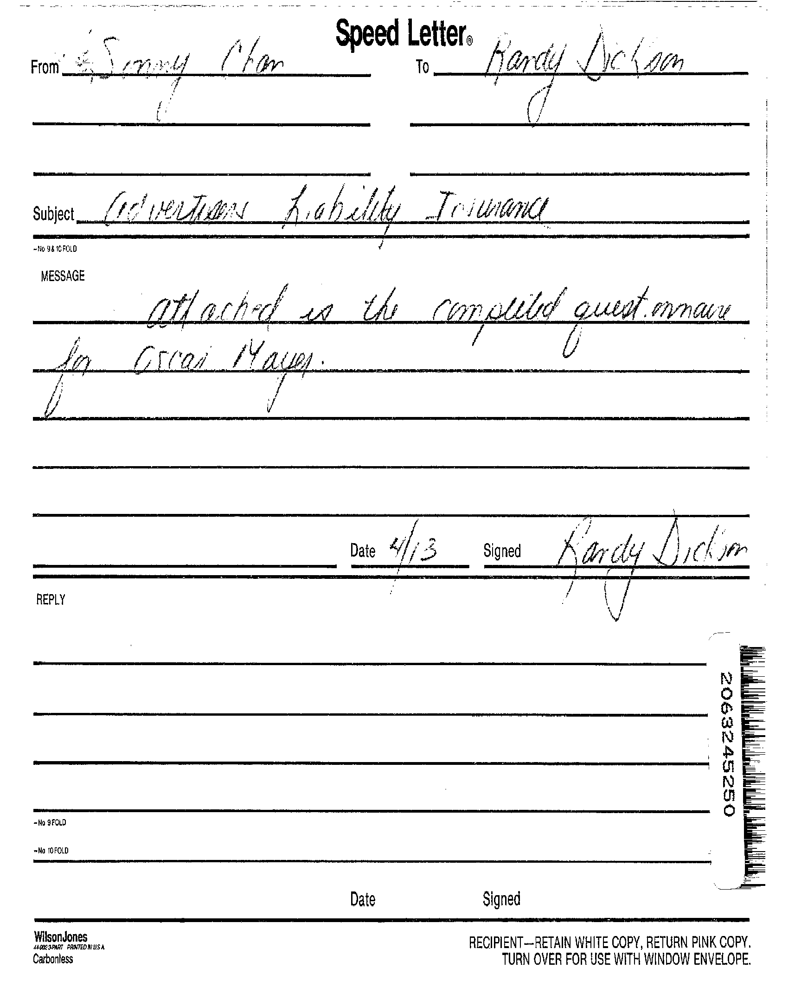 Speed Letter®
From Sonny Chan To Randy Dickson
Subject Advertisers Liability Insurance
-No 9 & 10 FOLD
MESSAGE
attached is the completed questionnaire
for Oscar Mayer.
Date 4/13 Signed Randy Dickson
REPLY
2063245250
-No 9 FOLD
-No 10 FOLD
Date Signed
WilsonJones RECIPIENT—RETAIN WHITE COPY, RETURN PINK COPY.
PRINTED IN U.S.A.
Carbonless TURN OVER FOR USE WITH WINDOW ENVELOPE.